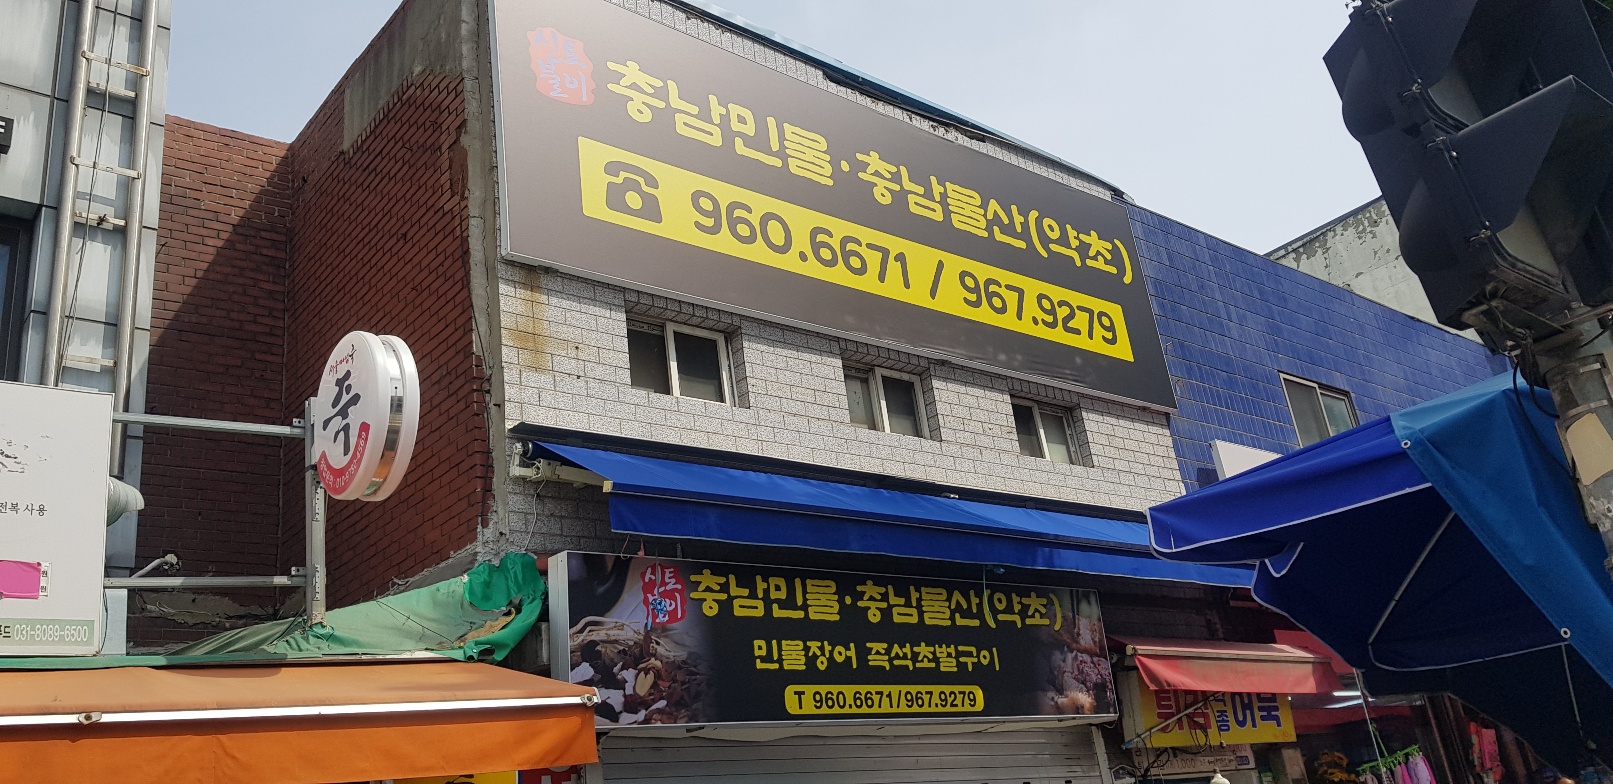 충남민물·충남물산(약초)
☎ 960.6671 / 967.9279
죽
전복 사용
031-8089-6500
시토
충남민물·충남물산(약초)
민물장어 즉석초벌구이
T 960.6671/967.9279
어묵